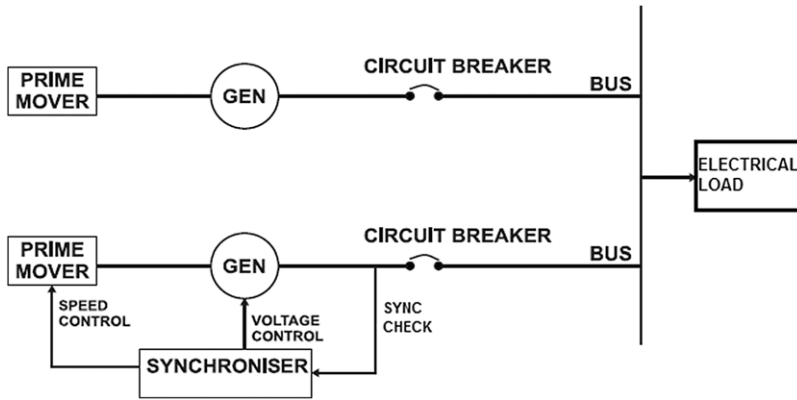 CIRCUIT BREAKER
PRIME
MOVER
GEN
BUS
ELECTRICAL
LOAD
CIRCUIT BREAKER
PRIME
MOVER
GEN
BUS
SPEED
CONTROL
VOLTAGE
CONTROL
SYNC
CHECK
SYNCHRONISER